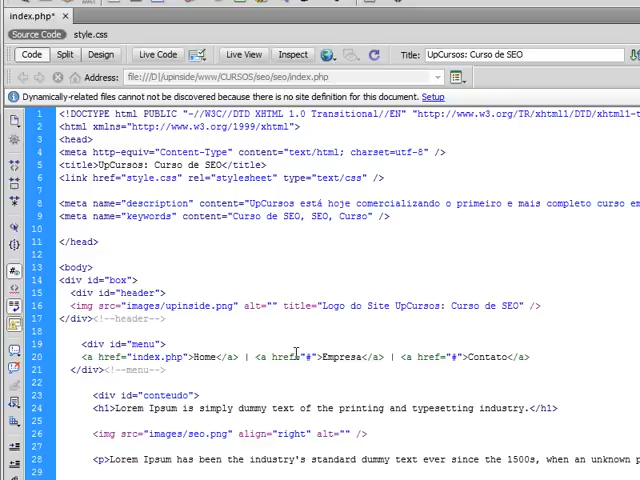 index.php* ×
Source Code style.css
Code Split Design Live Code Live View Inspect Title: UpCursos: Curso de SEO
Address: file:///D|/upinside/www/CURSOS/seo/seo/index.php
Dynamically-related files cannot not be discovered because there is no site definition for this document. Setup
1 <!DOCTYPE html PUBLIC "-//W3C//DTD XHTML 1.0 Transitional//EN" "http://www.w3.org/TR/xhtml1/DTD/xhtml1-t
2 <html xmlns="http://www.w3.org/1999/xhtml">
3 <head>
4 <meta http-equiv="Content-Type" content="text/html; charset=utf-8" />
5 <title>UpCursos: Curso de SEO</title>
6 <link href="style.css" rel="stylesheet" type="text/css" />
7
8 <meta name="description" content="UpCursos está hoje comercializando o primeiro e mais completo curso em
9 <meta name="keywords" content="Curso de SEO, SEO, Curso" />
10
11 </head>
12
13 <body>
14 <div id="box">
15 <div id="header">
16 <img src="images/upinside.png" alt="" title="Logo do Site UpCursos: Curso de SEO" />
17 </div><!--header-->
18
19 <div id="menu">
20 <a href="index.php">Home</a> | <a href="#">Empresa</a> | <a href="#">Contato</a>
21 </div><!--menu-->
22
23 <div id="conteudo">
24 <h1>Lorem Ipsum is simply dummy text of the printing and typesetting industry.</h1>
25
26 <img src="images/seo.png" align="right" alt="" />
27
28 <p>Lorem Ipsum has been the industry's standard dummy text ever since the 1500s, when an unknown p
29